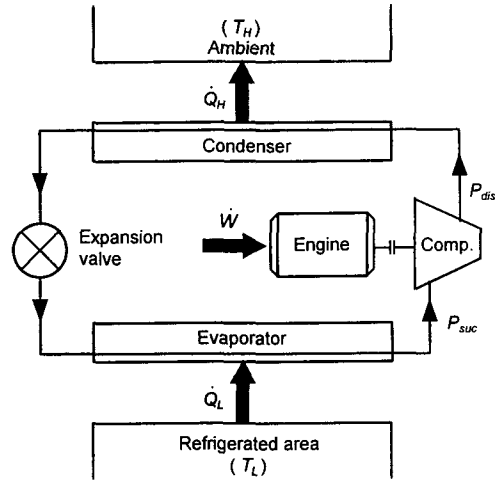 (T_H)
Ambient
Q̇_H
Condenser
P_dis
Ẇ
Expansion
valve
Engine
Comp.
Evaporator
P_suc
Q̇_L
Refrigerated area
(T_L)